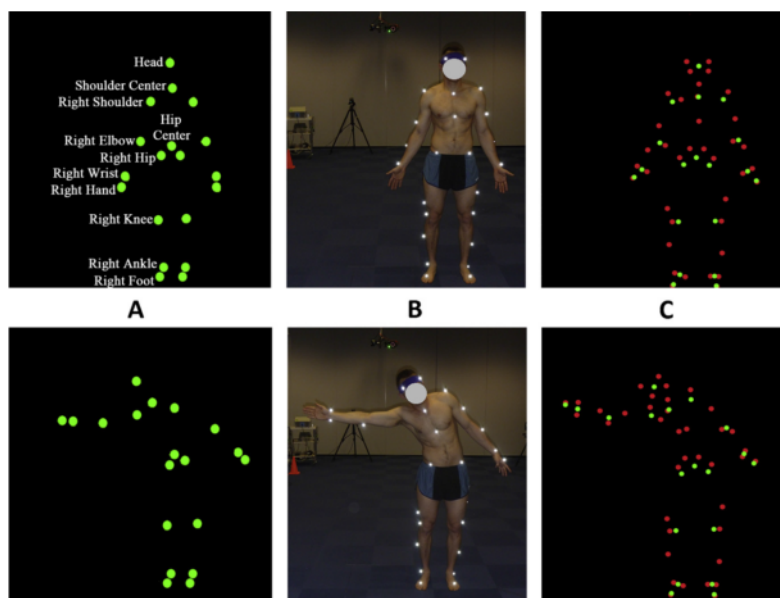 Head
Shoulder Center
Right Shoulder
Hip
Center
Right Elbow
Right Hip
Right Wrist
Right Hand
Right Knee
Right Ankle
Right Foot
A
B
C